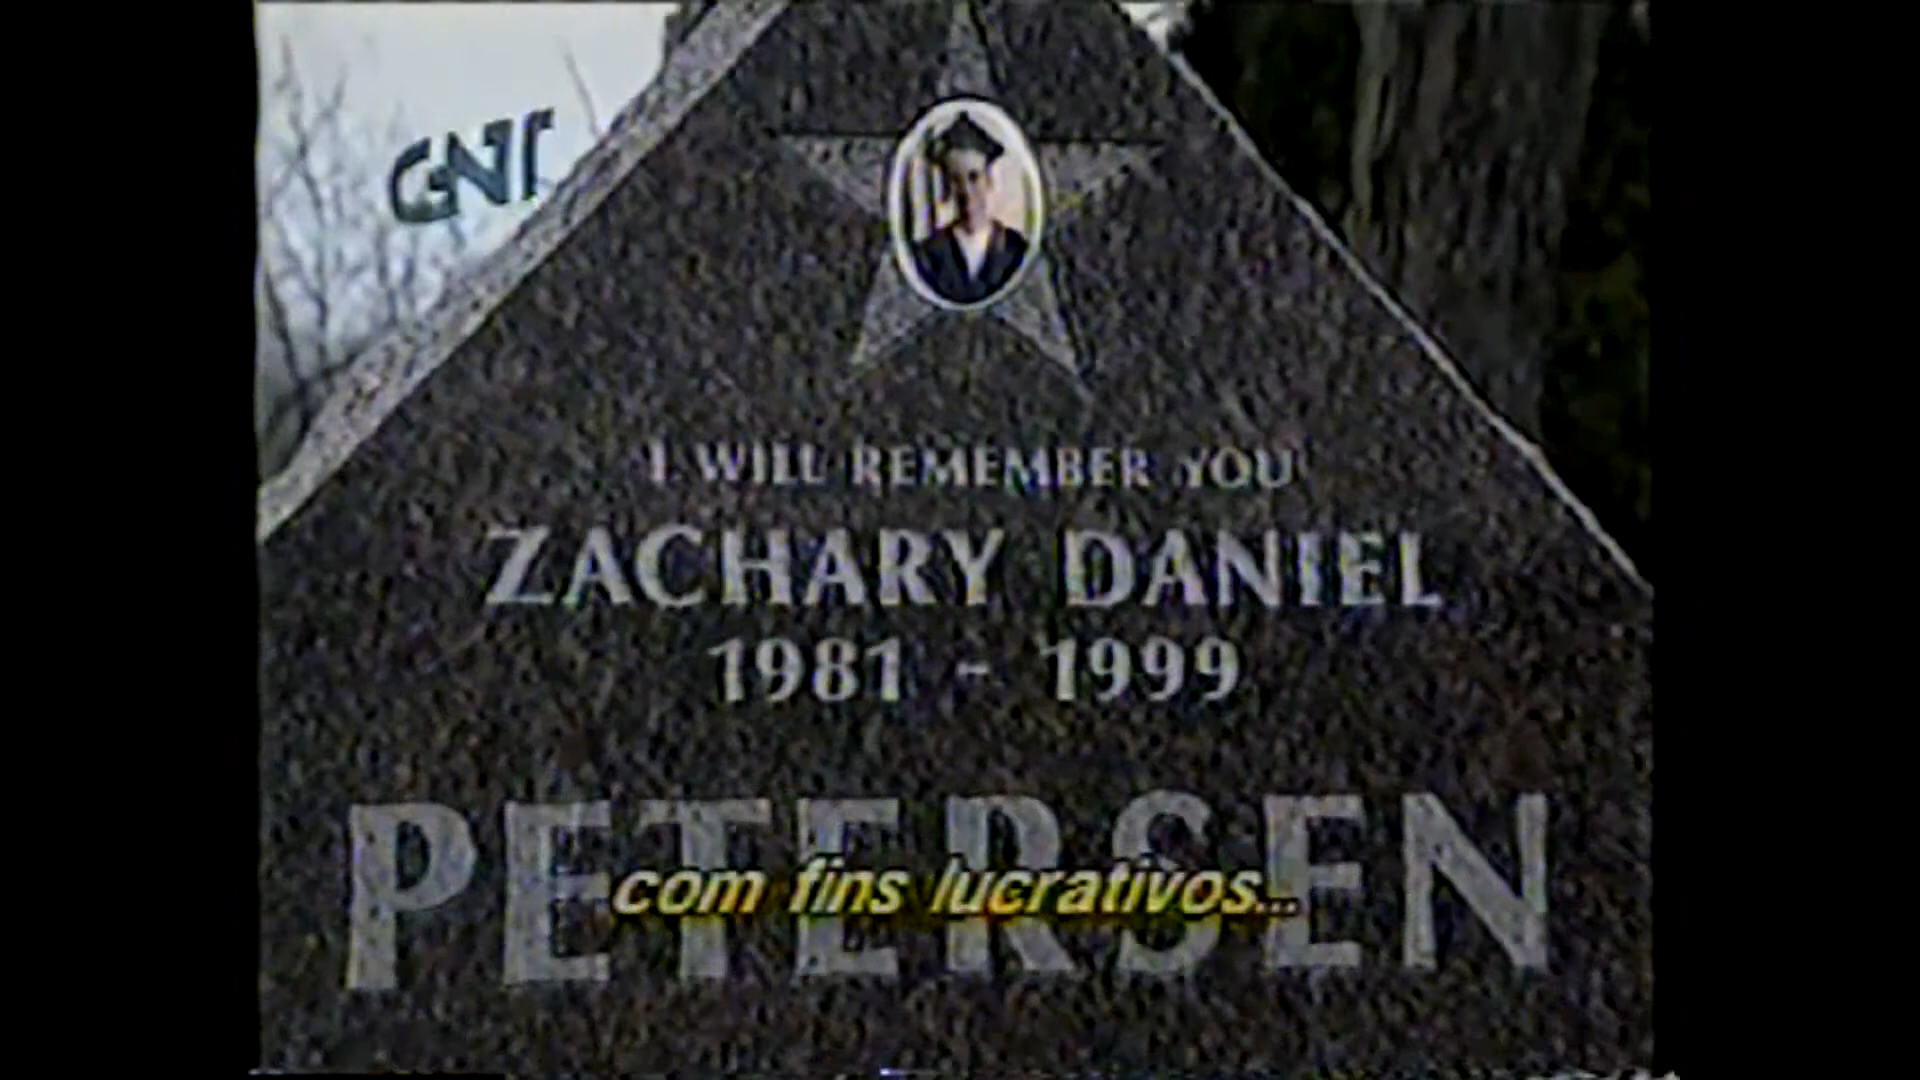 GNT
I WILL REMEMBER YOU
ZACHARY DANIEL
1981 - 1999
PETERSEN
com fins lucrativos...